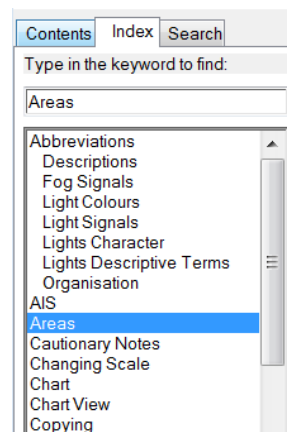 Contents Index Search
Type in the keyword to find:
Areas
Abbreviations
Descriptions
Fog Signals
Light Colours
Light Signals
Lights Character
Lights Descriptive Terms
Organisation
AIS
Areas
Cautionary Notes
Changing Scale
Chart
Chart View
Copying